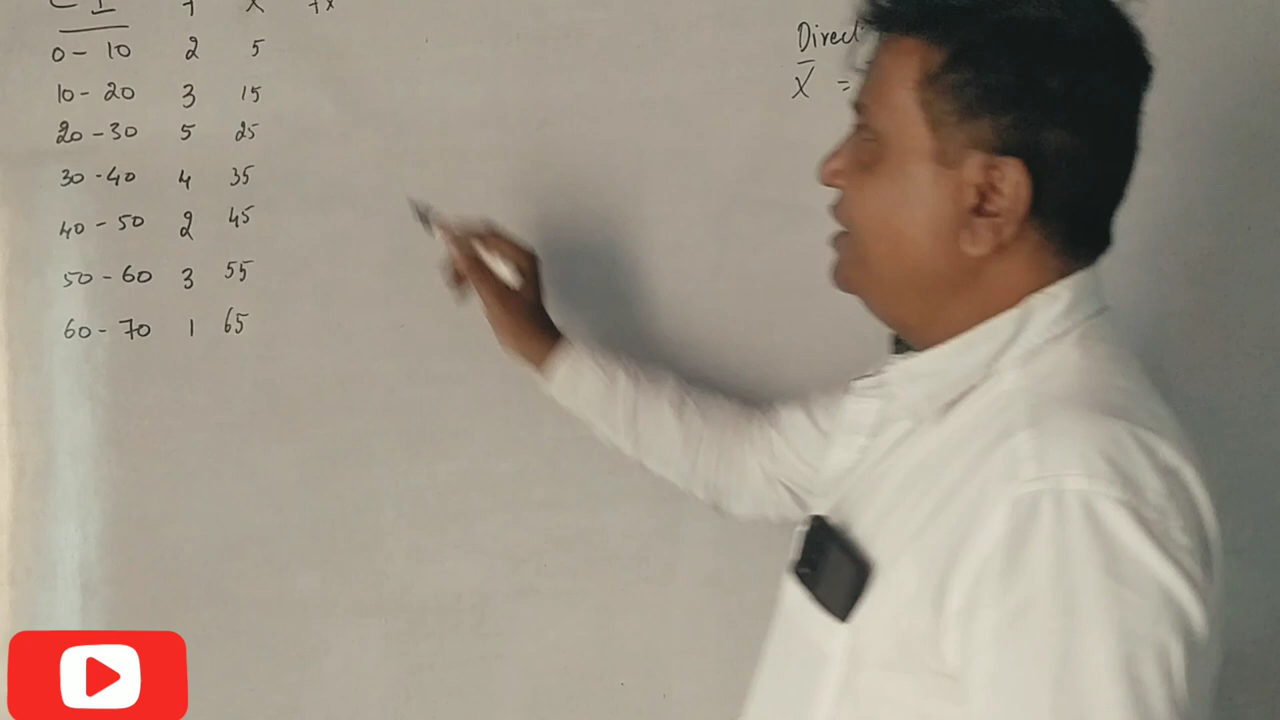 C I f x fx
0 - 10 2 5
10 - 20 3 15
20 - 30 5 25
30 - 40 4 35
40 - 50 2 45
50 - 60 3 55
60 - 70 1 65
Direct
X̄ =